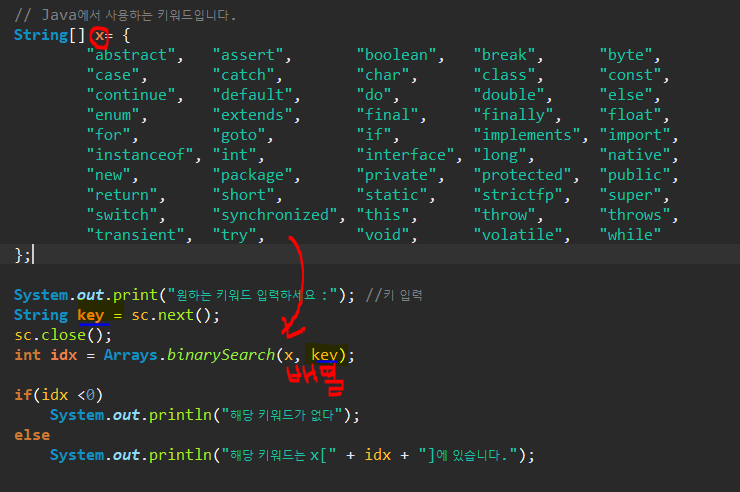 // Java에서 사용하는 키워드입니다.
String[] x= {
"abstract", "assert", "boolean", "break", "byte",
"case", "catch", "char", "class", "const",
"continue", "default", "do", "double", "else",
"enum", "extends", "final", "finally", "float",
"for", "goto", "if", "implements", "import",
"instanceof", "int", "interface", "long", "native",
"new", "package", "private", "protected", "public",
"return", "short", "static", "strictfp", "super",
"switch", "synchronized", "this", "throw", "throws",
"transient", "try", "void", "volatile", "while"
};
System.out.print("원하는 키워드 입력하세요 :"); //키 입력
String key = sc.next();
sc.close();
int idx = Arrays.binarySearch(x, key);
if(idx <0)
System.out.println("해당 키워드가 없다");
else
System.out.println("해당 키워드는 x[" + idx + "]에 있습니다.");